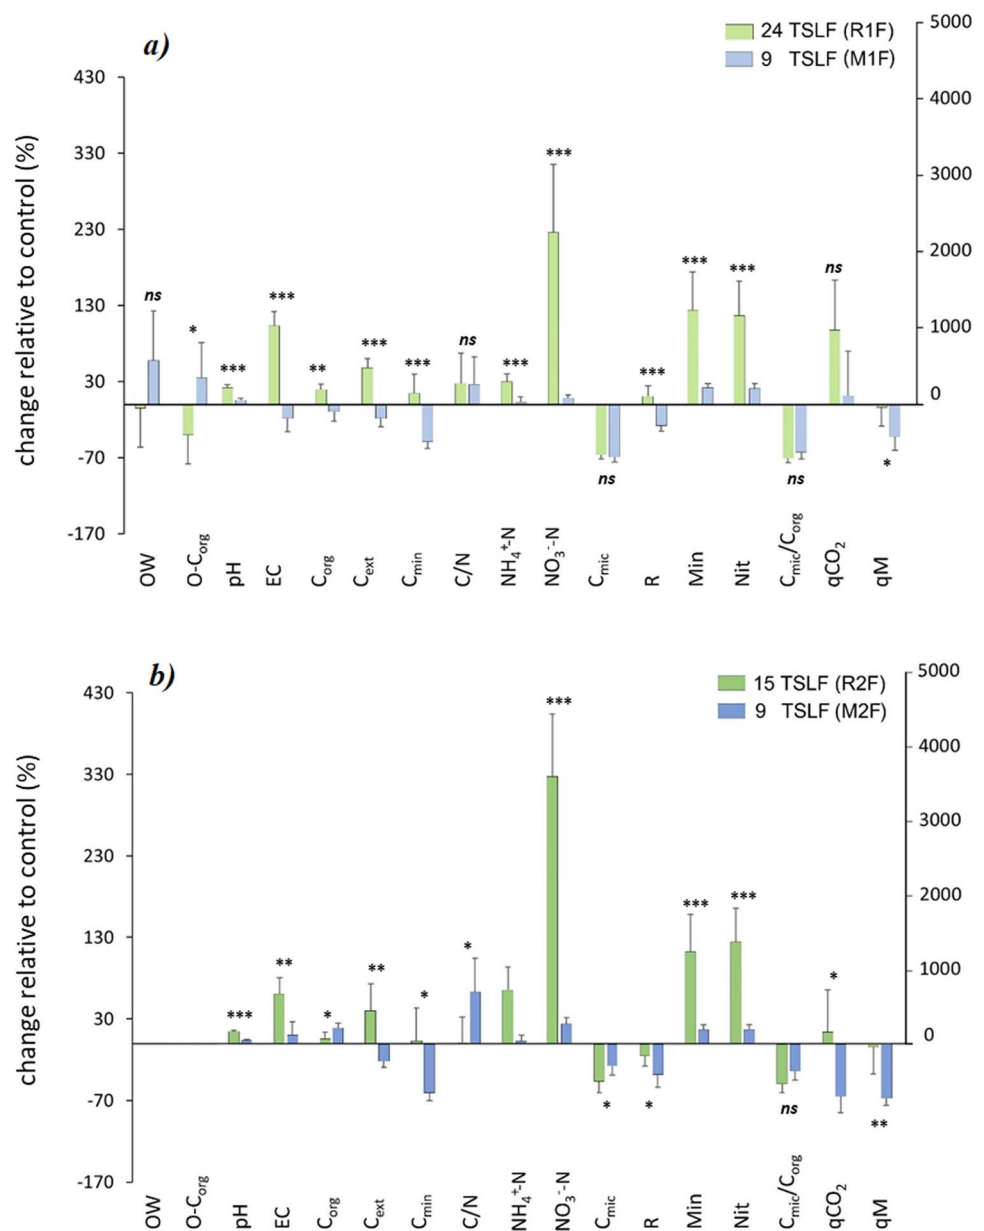 a)
24 TSLF (R1F)
9 TSLF (M1F)
change relative to control (%)
430
330
230
130
30
-70
-170
5000
4000
3000
2000
1000
0
ns
*
***
***
**
***
***
ns
***
***
ns
***
***
***
ns
ns
*
OW
O-Corg
pH
EC
Corg
Cext
Cmin
C/N
NH4+-N
NO3--N
Cmic
R
Min
Nit
Cmic/Corg
qCO2
qM
b)
15 TSLF (R2F)
9 TSLF (M2F)
change relative to control (%)
430
330
230
130
30
-70
-170
5000
4000
3000
2000
1000
0
***
**
*
**
*
*
***
*
*
***
***
ns
*
**
OW
O-Corg
pH
EC
Corg
Cext
Cmin
C/N
NH4+-N
NO3--N
Cmic
R
Min
Nit
Cmic/Corg
qCO2
qM